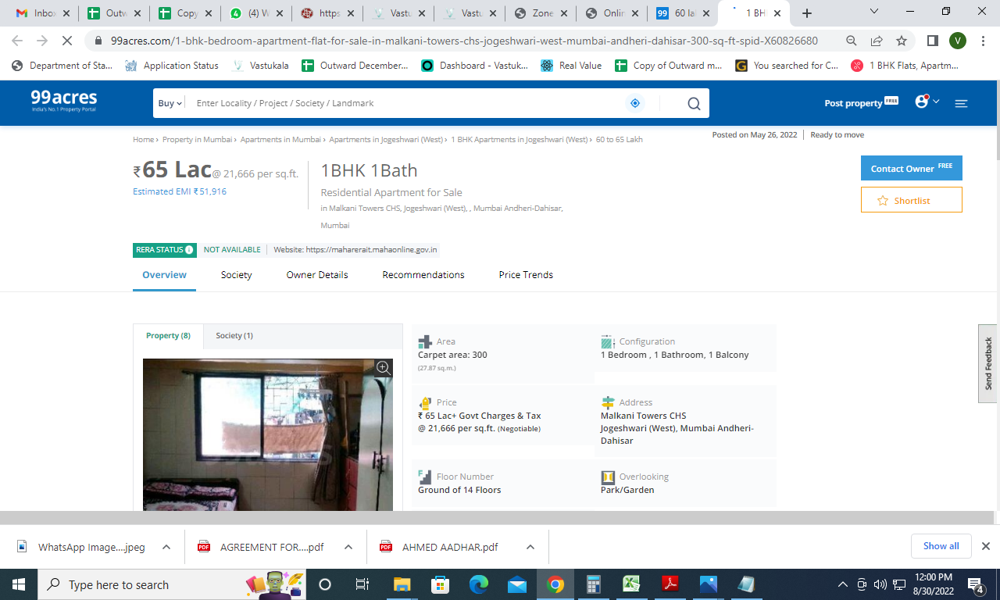 Inbo
Outw
Copy
(4) W
https
Vastu
Vastu
Zone
Onlin
99
60 la
1 BH
99acres.com/1-bhk-bedroom-apartment-flat-for-sale-in-malkani-towers-chs-jogeshwari-west-mumbai-andheri-dahisar-300-sq-ft-spid-X60826680
V
Department of Sta...
Application Status
Vastukala
Outward December...
Dashboard - Vastuk...
Real Value
Copy of Outward m...
You searched for C...
1 BHK Flats, Apartm...
99acres
India's No.1 Property Portal
Buy
Enter Locality / Project / Society / Landmark
Post property FREE
Home › Property in Mumbai › Apartments in Mumbai › Apartments in Jogeshwari (West) › 1 BHK Apartments in Jogeshwari (West) › 60 to 65 Lakh
Posted on May 26, 2022 | Ready to move
₹ 65 Lac @ 21,666 per sq.ft.
Estimated EMI ₹ 51,916
1BHK 1Bath
Residential Apartment for Sale
in Malkani Towers CHS, Jogeshwari (West), , Mumbai Andheri-Dahisar,
Mumbai
Contact Owner FREE
Shortlist
RERA STATUS NOT AVAILABLE | Website: https://maharerait.mahaonline.gov.in
Overview
Society
Owner Details
Recommendations
Price Trends
Property (8)
Society (1)
Area
Carpet area: 300
(27.87 sq.m.)
Configuration
1 Bedroom , 1 Bathroom, 1 Balcony
Price
₹ 65 Lac+ Govt Charges & Tax
@ 21,666 per sq.ft. (Negotiable)
Address
Malkani Towers CHS
Jogeshwari (West), Mumbai Andheri-
Dahisar
Floor Number
Ground of 14 Floors
Overlooking
Park/Garden
Send Feedback
WhatsApp Image....jpeg
AGREEMENT FOR....pdf
AHMED AADHAR.pdf
Show all
Type here to search
12:00 PM
8/30/2022
4